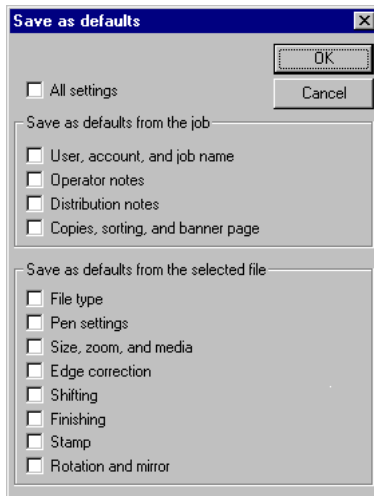 Save as defaults
OK
All settings
Cancel
Save as defaults from the job
User, account, and job name
Operator notes
Distribution notes
Copies, sorting, and banner page
Save as defaults from the selected file
File type
Pen settings
Size, zoom, and media
Edge correction
Shifting
Finishing
Stamp
Rotation and mirror